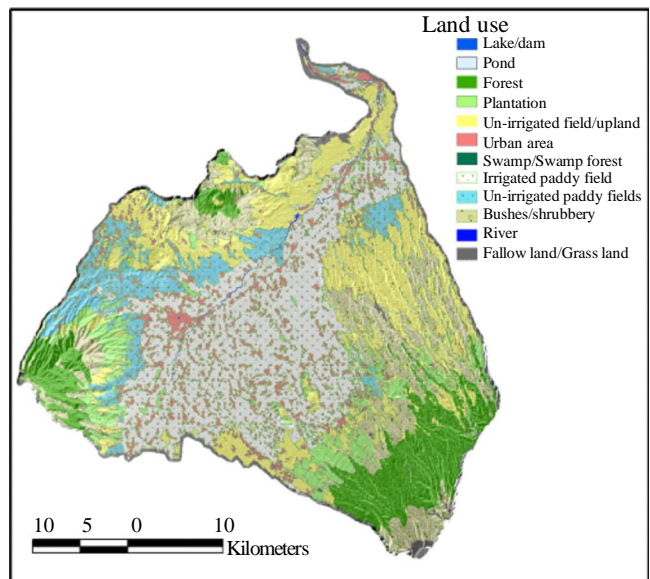 Land use
Lake/dam
Pond
Forest
Plantation
Un-irrigated field/upland
Urban area
Swamp/Swamp forest
Irrigated paddy field
Un-irrigated paddy fields
Bushes/shrubbery
River
Fallow land/Grass land
10 5 0 10
Kilometers